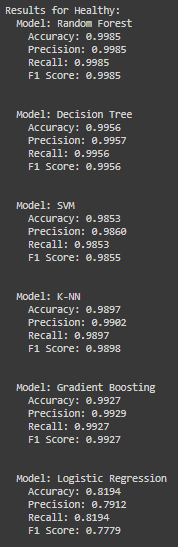 Results for Healthy:
Model: Random Forest
Accuracy: 0.9985
Precision: 0.9985
Recall: 0.9985
F1 Score: 0.9985
Model: Decision Tree
Accuracy: 0.9956
Precision: 0.9957
Recall: 0.9956
F1 Score: 0.9956
Model: SVM
Accuracy: 0.9853
Precision: 0.9860
Recall: 0.9853
F1 Score: 0.9855
Model: K-NN
Accuracy: 0.9897
Precision: 0.9902
Recall: 0.9897
F1 Score: 0.9898
Model: Gradient Boosting
Accuracy: 0.9927
Precision: 0.9929
Recall: 0.9927
F1 Score: 0.9927
Model: Logistic Regression
Accuracy: 0.8194
Precision: 0.7912
Recall: 0.8194
F1 Score: 0.7779